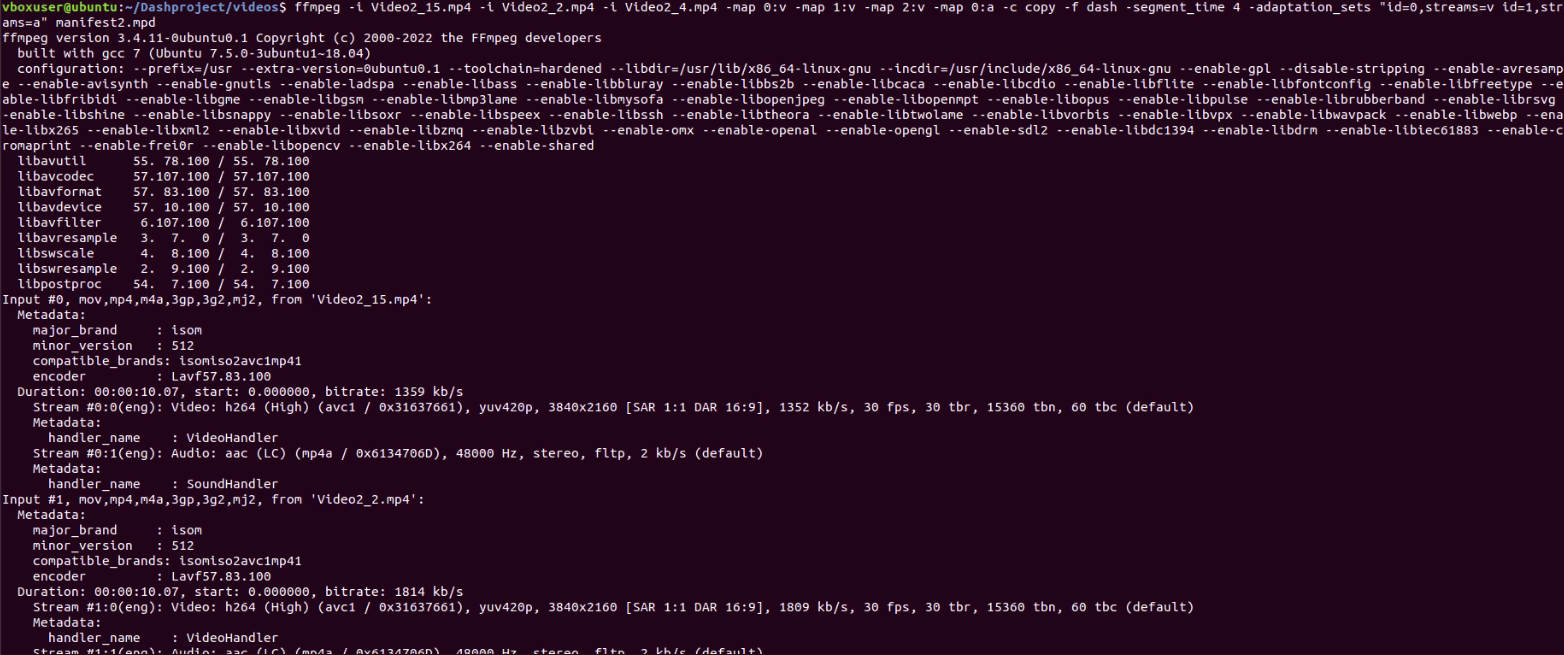 vboxuser@ubuntu:~/Dashproject/videos$ ffmpeg -i Video2_15.mp4 -i Video2_2.mp4 -i Video2_4.mp4 -map 0:v -map 1:v -map 2:v -map 0:a -c copy -f dash -segment_time 4 -adaptation_sets "id=0,streams=v id=1,stre
ams=a" manifest2.mpd
ffmpeg version 3.4.11-0ubuntu0.1 Copyright (c) 2000-2022 the FFmpeg developers
  built with gcc 7 (Ubuntu 7.5.0-3ubuntu1~18.04)
  configuration: --prefix=/usr --extra-version=0ubuntu0.1 --toolchain=hardened --libdir=/usr/lib/x86_64-linux-gnu --incdir=/usr/include/x86_64-linux-gnu --enable-gpl --disable-stripping --enable-avresampl
e --enable-avisynth --enable-gnutls --enable-ladspa --enable-libass --enable-libbluray --enable-libbs2b --enable-libcaca --enable-libcdio --enable-libflite --enable-libfontconfig --enable-libfreetype --e
able-libfribidi --enable-libgme --enable-libgsm --enable-libmp3lame --enable-libmysofa --enable-libopenjpeg --enable-libopenmpt --enable-libopus --enable-libpulse --enable-librubberband --enable-librsvg
-enable-libshine --enable-libsnappy --enable-libsoxr --enable-libspeex --enable-libssh --enable-libtheora --enable-libtwolame --enable-libvorbis --enable-libvpx --enable-libwavpack --enable-libwebp --ena
le-libx265 --enable-libxml2 --enable-libxvid --enable-libzmq --enable-libzvbi --enable-omx --enable-openal --enable-opengl --enable-sdl2 --enable-libdc1394 --enable-libdrm --enable-libiec61883 --enable-c
romaprint --enable-frei0r --enable-libopencv --enable-libx264 --enable-shared
  libavutil      55. 78.100 / 55. 78.100
  libavcodec     57.107.100 / 57.107.100
  libavformat    57. 83.100 / 57. 83.100
  libavdevice    57. 10.100 / 57. 10.100
  libavfilter     6.107.100 /  6.107.100
  libavresample   3.  7.  0 /  3.  7.  0
  libswscale      4.  8.100 /  4.  8.100
  libswresample   2.  9.100 /  2.  9.100
  libpostproc    54.  7.100 / 54.  7.100
Input #0, mov,mp4,m4a,3gp,3g2,mj2, from 'Video2_15.mp4':
  Metadata:
    major_brand     : isom
    minor_version   : 512
    compatible_brands: isomiso2avc1mp41
    encoder         : Lavf57.83.100
  Duration: 00:00:10.07, start: 0.000000, bitrate: 1359 kb/s
    Stream #0:0(eng): Video: h264 (High) (avc1 / 0x31637661), yuv420p, 3840x2160 [SAR 1:1 DAR 16:9], 1352 kb/s, 30 fps, 30 tbr, 15360 tbn, 60 tbc (default)
    Metadata:
      handler_name    : VideoHandler
    Stream #0:1(eng): Audio: aac (LC) (mp4a / 0x6134706D), 48000 Hz, stereo, fltp, 2 kb/s (default)
    Metadata:
      handler_name    : SoundHandler
Input #1, mov,mp4,m4a,3gp,3g2,mj2, from 'Video2_2.mp4':
  Metadata:
    major_brand     : isom
    minor_version   : 512
    compatible_brands: isomiso2avc1mp41
    encoder         : Lavf57.83.100
  Duration: 00:00:10.07, start: 0.000000, bitrate: 1814 kb/s
    Stream #1:0(eng): Video: h264 (High) (avc1 / 0x31637661), yuv420p, 3840x2160 [SAR 1:1 DAR 16:9], 1809 kb/s, 30 fps, 30 tbr, 15360 tbn, 60 tbc (default)
    Metadata:
      handler_name    : VideoHandler
    Stream #1:1(eng): Audio: aac (LC) (mp4a / 0x6134706D), 48000 Hz, stereo, fltp, 2 kb/s (default)